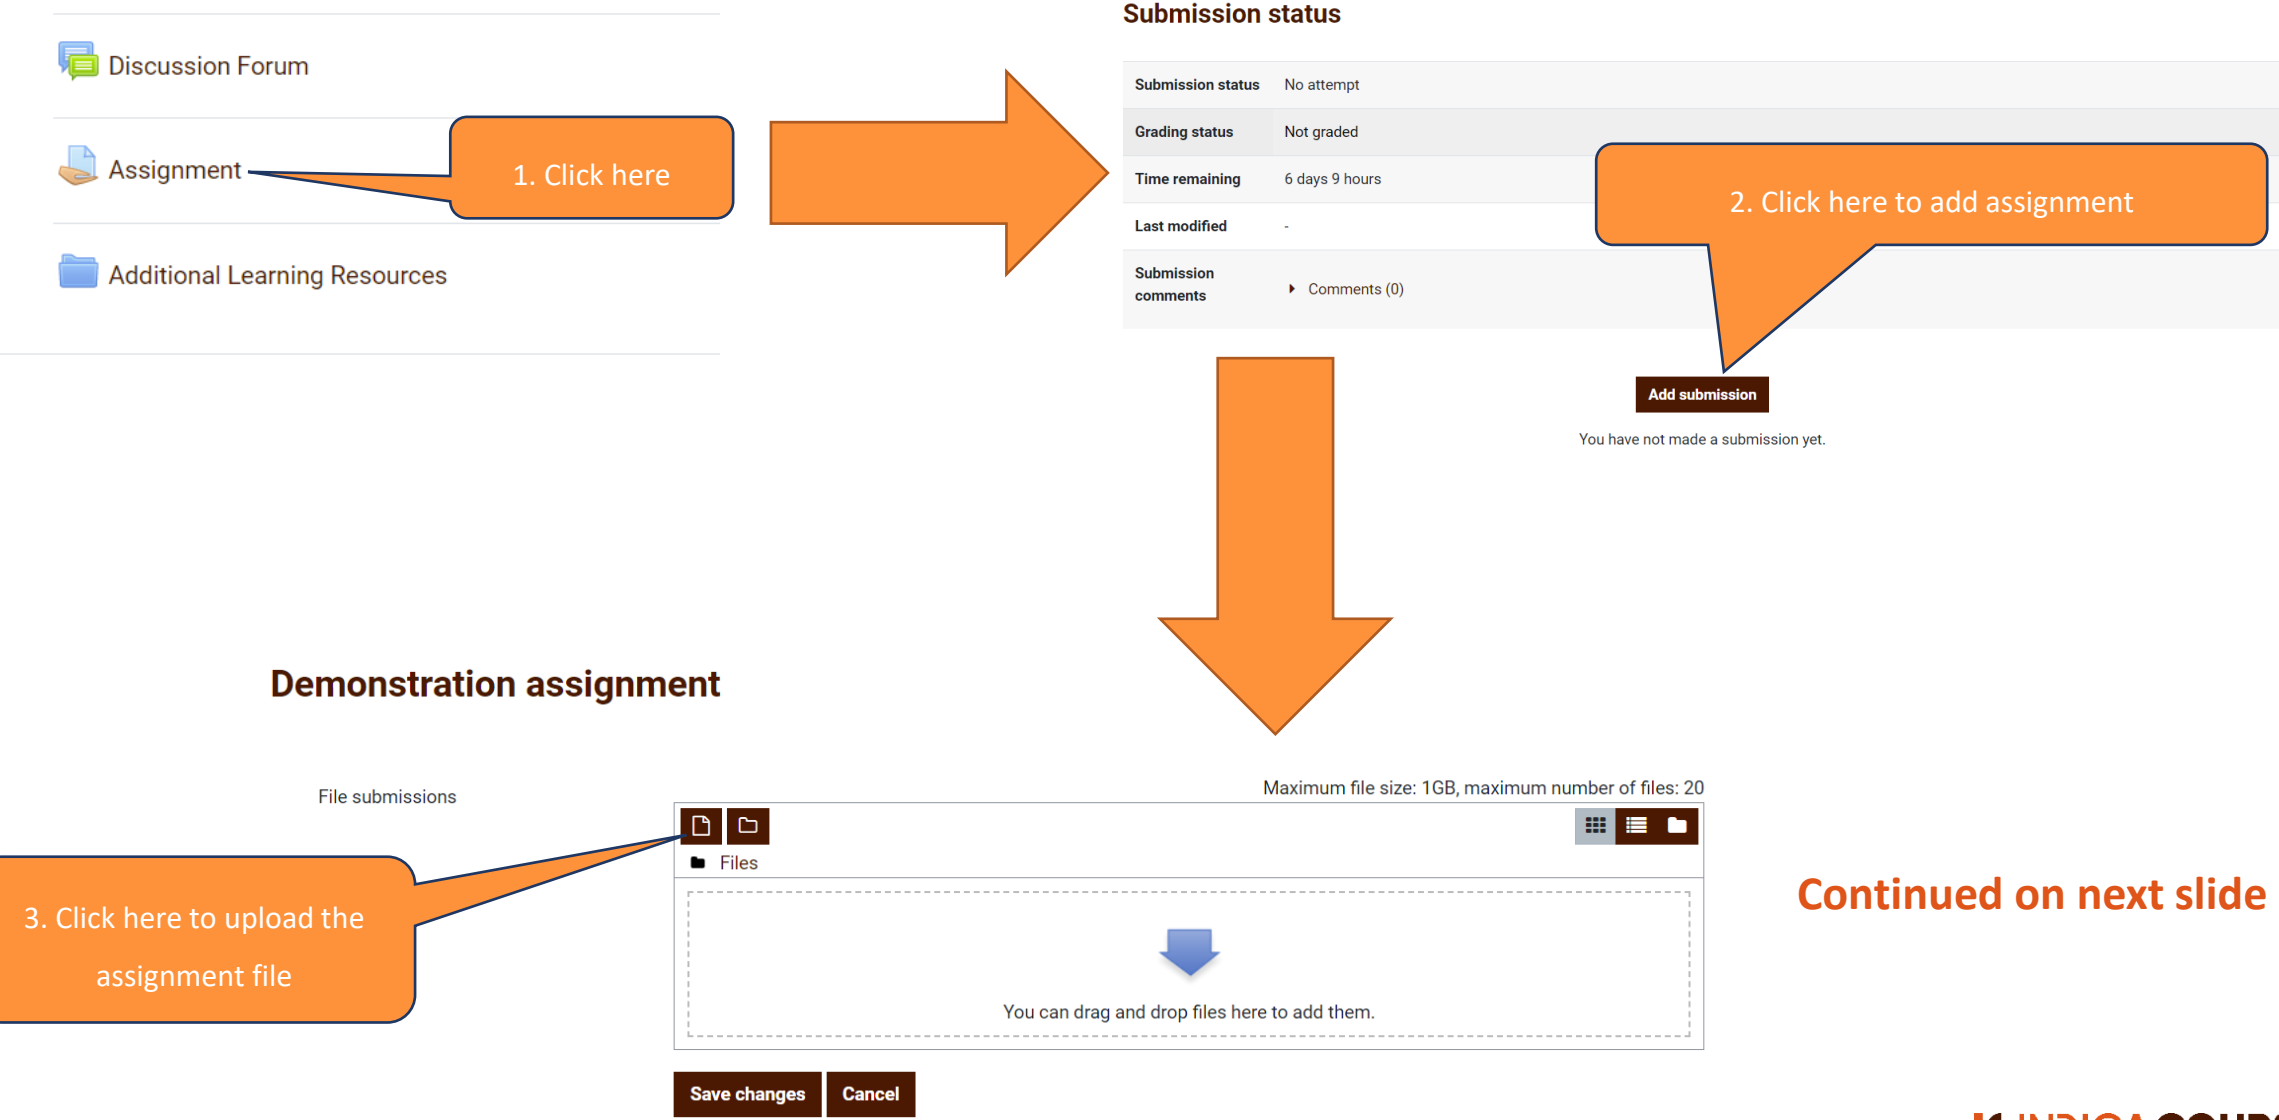 Discussion Forum
Assignment
1. Click here
Additional Learning Resources
Submission status
Submission status No attempt
Grading status Not graded
Time remaining 6 days 9 hours
Last modified -
Submission
comments
Comments (0)
2. Click here to add assignment
Add submission
You have not made a submission yet.
Demonstration assignment
File submissions
Maximum file size: 1GB, maximum number of files: 20
Files
3. Click here to upload the
assignment file
You can drag and drop files here to add them.
Continued on next slide
Save changes Cancel